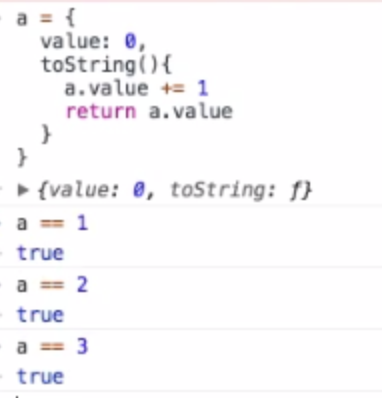 a = {
value: 0,
toString(){
a.value += 1
return a.value
}
}
▶ {value: 0, toString: ƒ}
a == 1
true
a == 2
true
a == 3
true